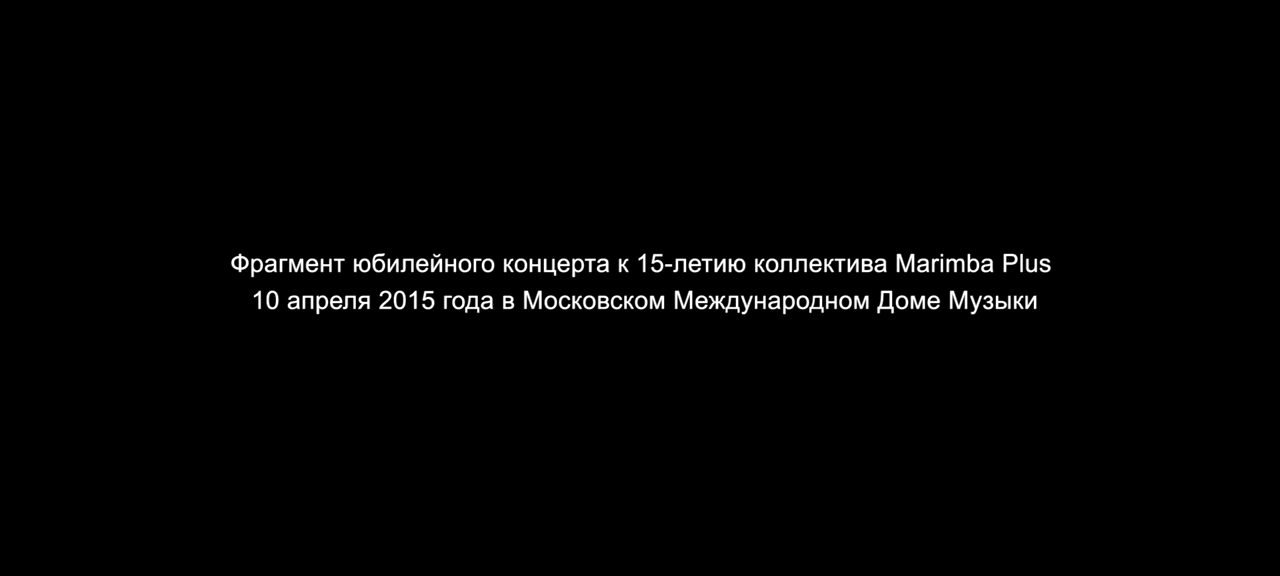 Фрагмент юбилейного концерта к 15-летию коллектива Marimba Plus
10 апреля 2015 года в Московском Международном Доме Музыки